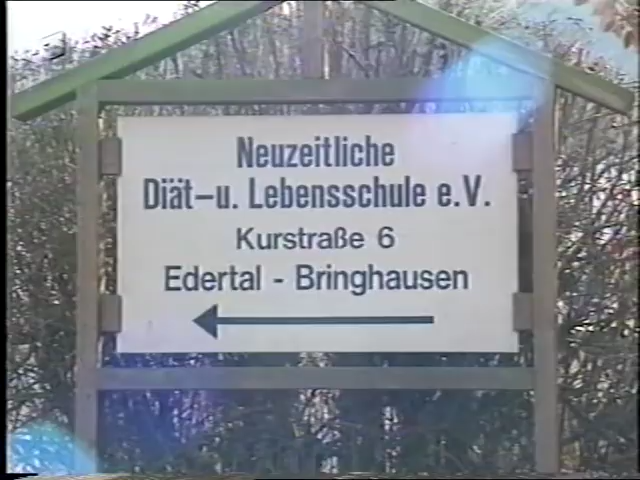 Neuzeitliche
Diät-u. Lebensschule e.V.
Kurstraße 6
Edertal - Bringhausen